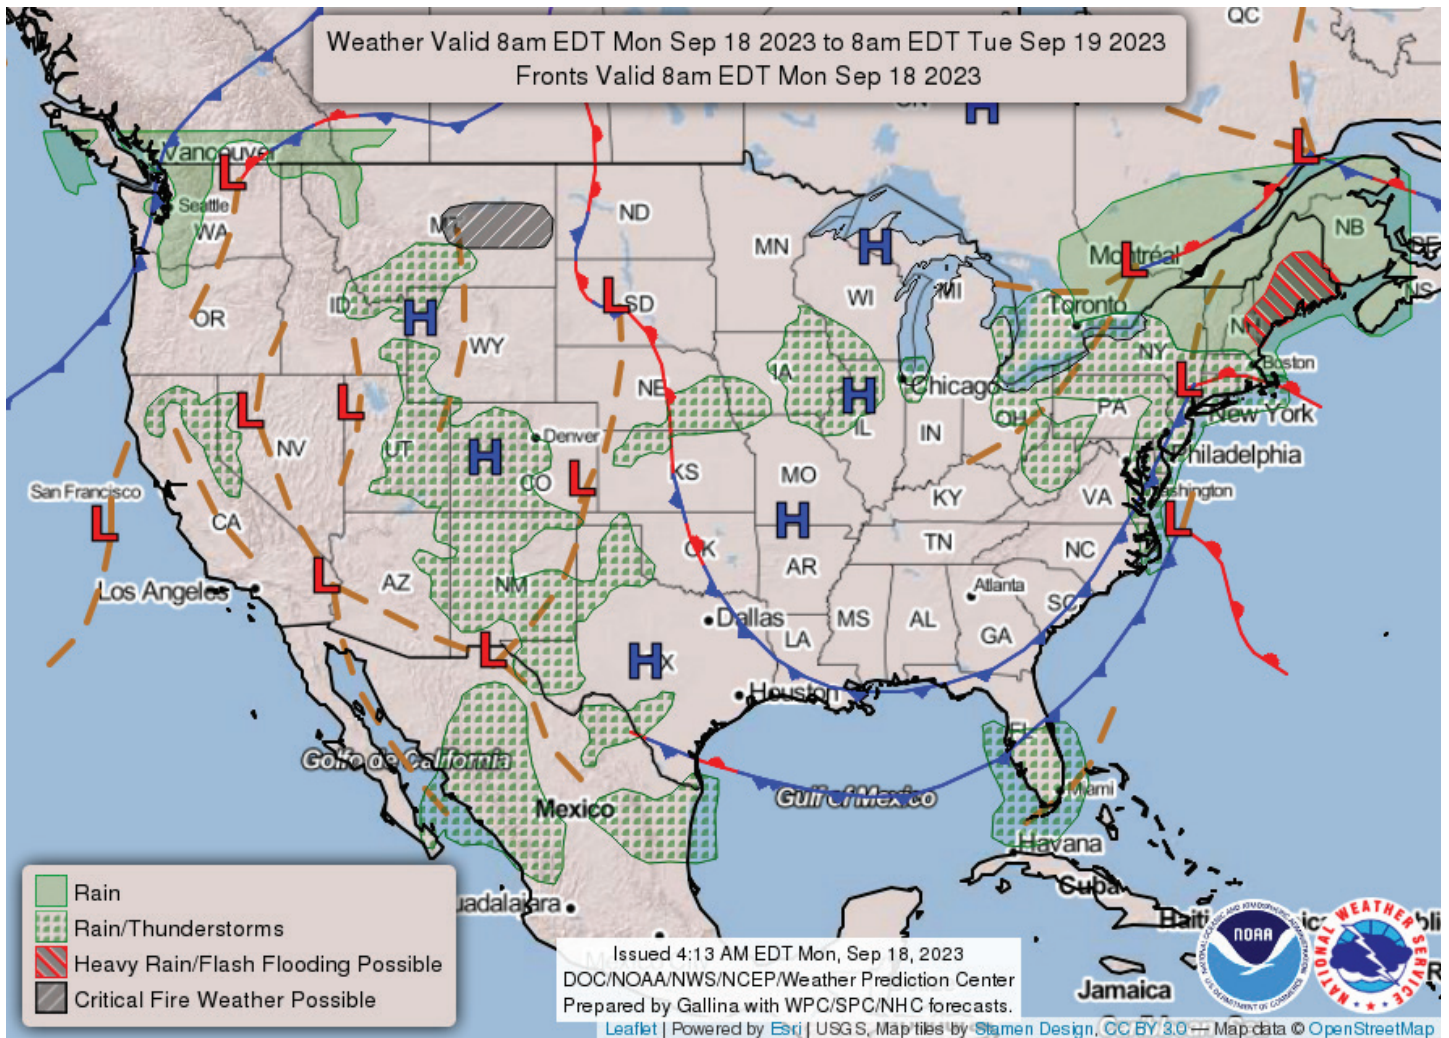 QC
Weather Valid 8am EDT Mon Sep 18 2023 to 8am EDT Tue Sep 19 2023
Fronts Valid 8am EDT Mon Sep 18 2023
ON
H
L
Vancouver
L
Seattle
WA
MT
ND
MN
H
Montréal
L
NB
PE
NS
OR
ID
H
L
SD
WI
MI
Toronto
NH
WY
NY
Boston
L
NV
L
UT
L
NE
IA
H
IL
Chicago
IN
OH
PA
L
New York
Denver
H
CO
L
KS
MO
Philadelphia
San Francisco
L
CA
H
KY
VA
Washington
L
OK
TN
NC
L
AZ
NM
AR
Los Angeles
Atlanta
SC
Dallas
MS
AL
GA
LA
L
H
TX
Houston
FL
Golfo de California
Gulf of Mexico
Miami
Mexico
Havana
Cuba
Haiti
Guadalajara
Jamaica
Rain
Rain/Thunderstorms
Heavy Rain/Flash Flooding Possible
Critical Fire Weather Possible
Issued 4:13 AM EDT Mon, Sep 18, 2023
DOC/NOAA/NWS/NCEP/Weather Prediction Center
Prepared by Gallina with WPC/SPC/NHC forecasts.
NOAA
NATIONAL WEATHER SERVICE
Leaflet | Powered by Esri | USGS, Map tiles by Stamen Design, CC BY 3.0 — Map data © OpenStreetMap